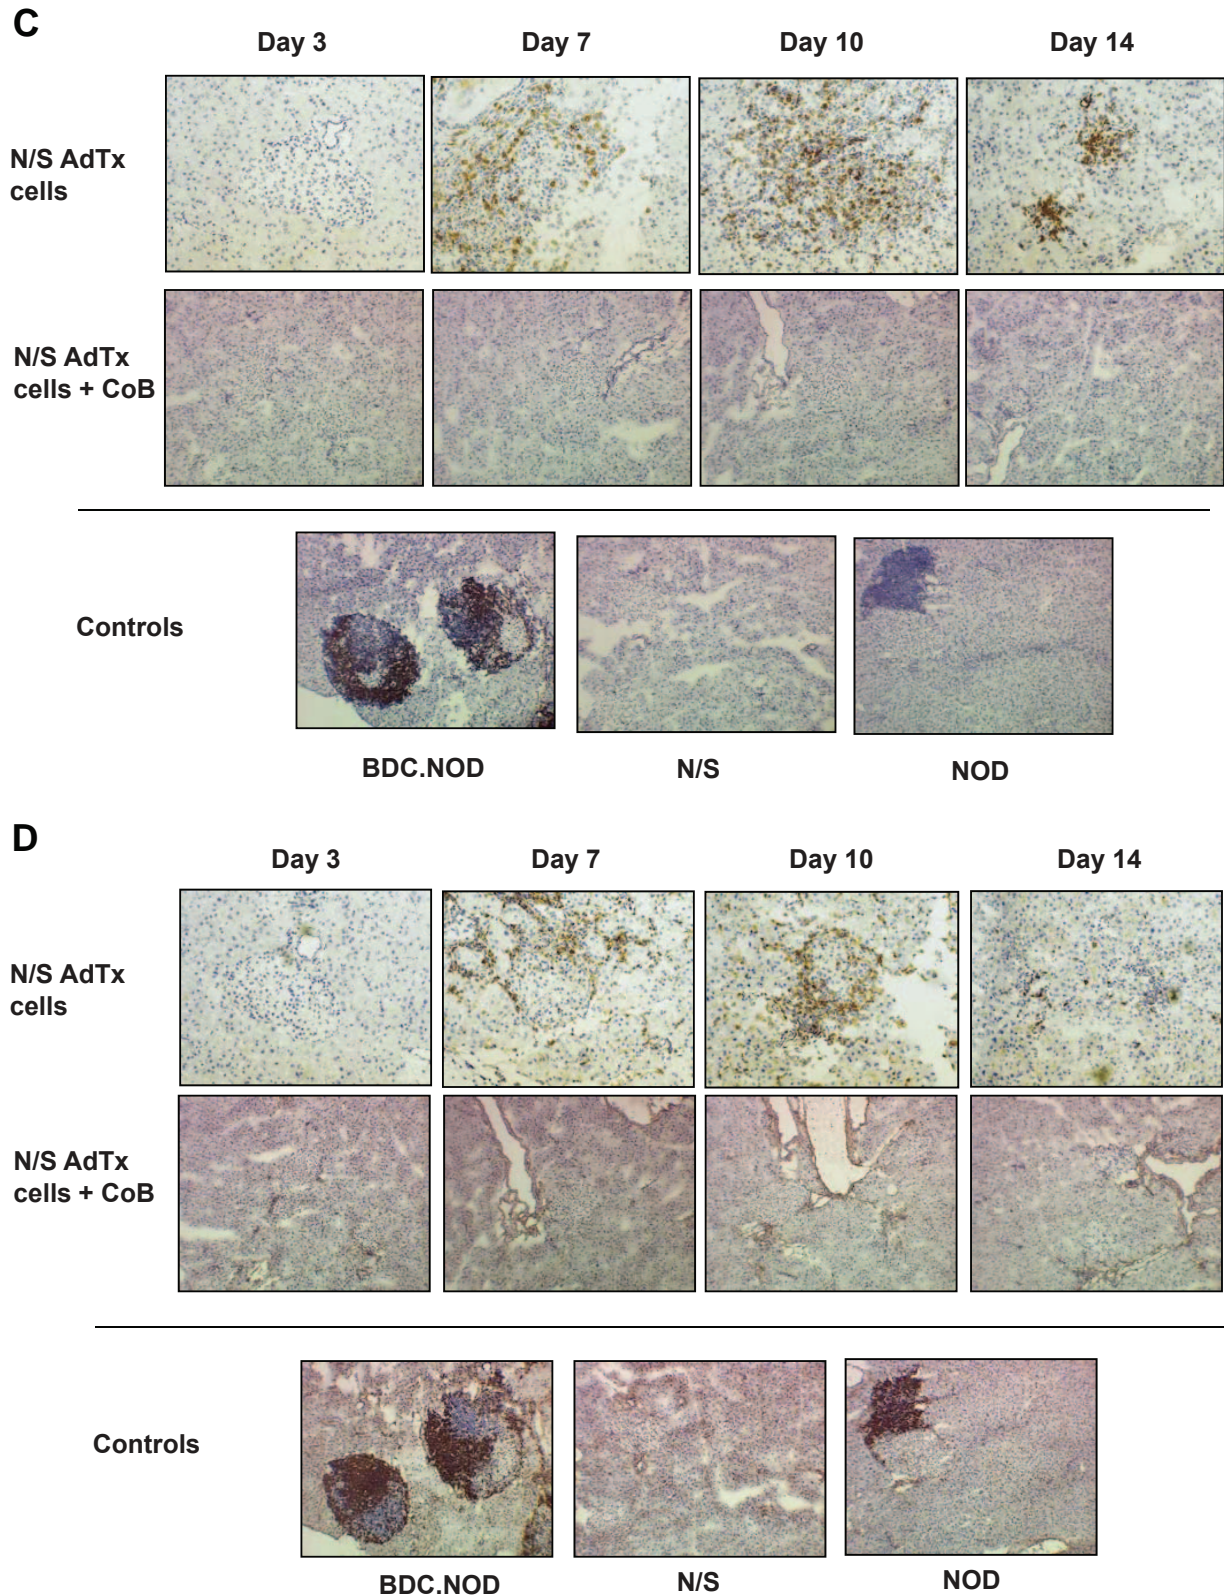 C
Day 3 Day 7 Day 10 Day 14
N/S AdTx
cells
N/S AdTx
cells + CoB
Controls
BDC.NOD N/S NOD
D
Day 3 Day 7 Day 10 Day 14
N/S AdTx
cells
N/S AdTx
cells + CoB
Controls
BDC.NOD N/S NOD